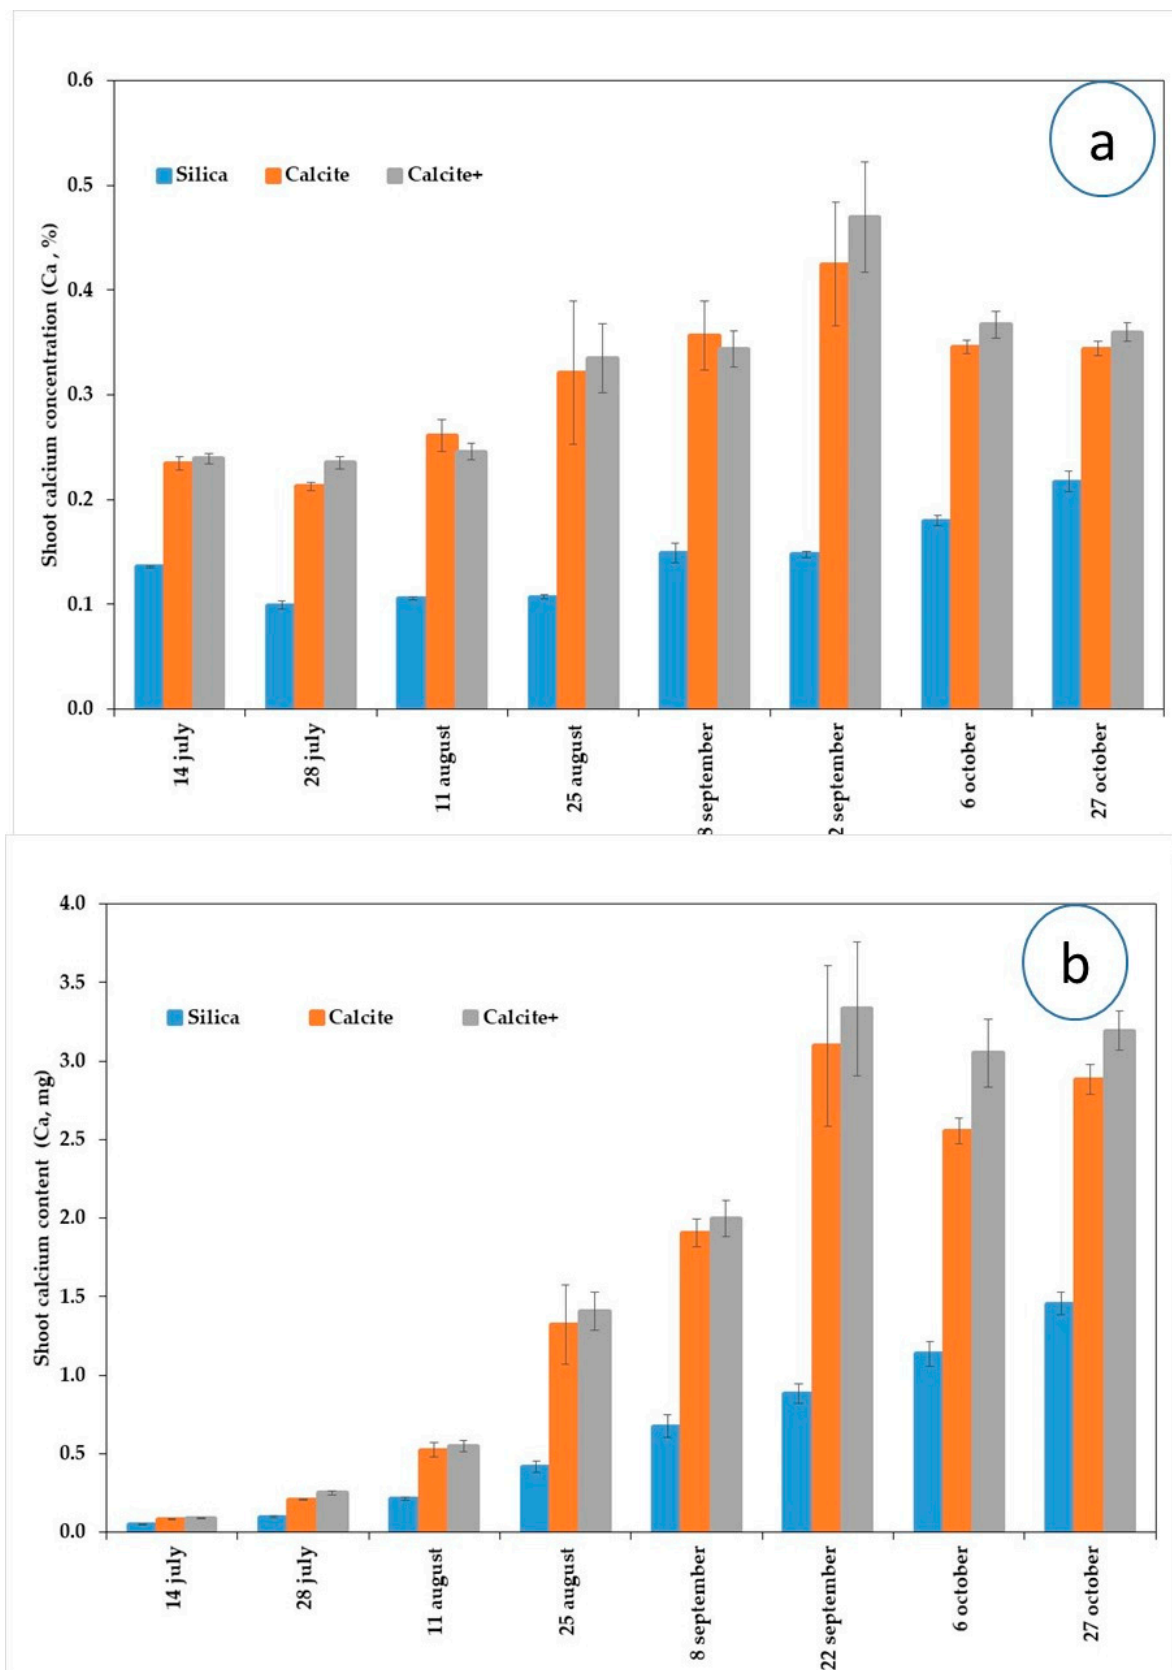 a
0.6
Silica Calcite Calcite+
0.5
0.4
0.3
0.2
0.1
0.0
Shoot calcium concentration (Ca , %)
14 july
28 july
11 august
25 august
8 september
2 september
6 october
27 october
b
4.0
3.5
Silica Calcite Calcite+
3.0
2.5
2.0
1.5
1.0
0.5
0.0
Shoot calcium content (Ca, mg)
14 july
28 july
11 august
25 august
8 september
22 september
6 october
27 october